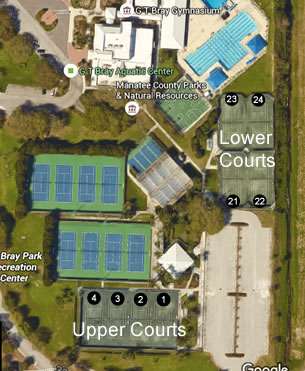 G.T Bray Gymnasium
G.T Bray Aquatic Center
Manatee County Parks
& Natural Resources
23 24
Lower
Courts
21 22
Bray Park
Recreation
Center
4 3 2 1
Upper Courts
Google